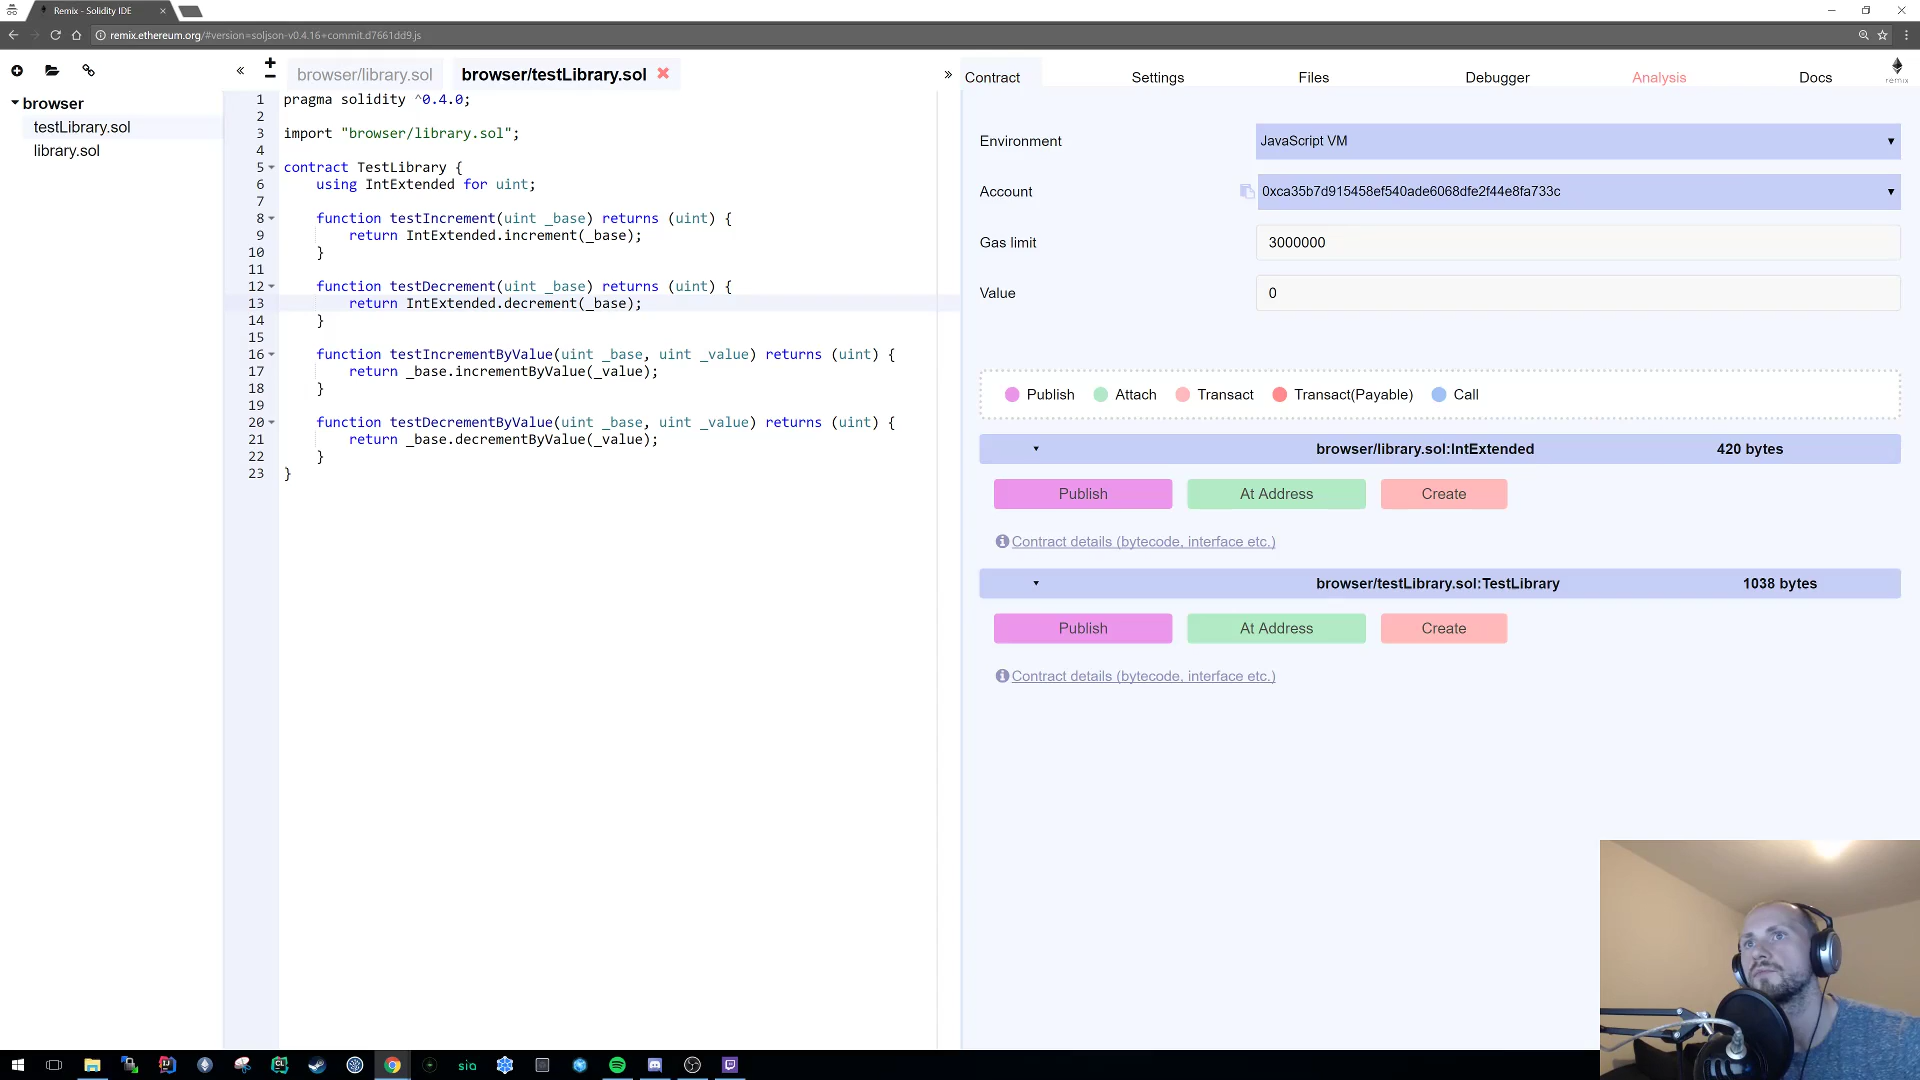 Remix - Solidity IDE
remix.ethereum.org/#version=soljson-v0.4.16+commit.d7661dd9.js
browser
testLibrary.sol
library.sol
browser/library.sol
browser/testLibrary.sol
1 pragma solidity ^0.4.0;
2
3 import "browser/library.sol";
4
5 contract TestLibrary {
6 using IntExtended for uint;
7
8 function testIncrement(uint _base) returns (uint) {
9 return IntExtended.increment(_base);
10 }
11
12 function testDecrement(uint _base) returns (uint) {
13 return IntExtended.decrement(_base);
14 }
15
16 function testIncrementByValue(uint _base, uint _value) returns (uint) {
17 return _base.incrementByValue(_value);
18 }
19
20 function testDecrementByValue(uint _base, uint _value) returns (uint) {
21 return _base.decrementByValue(_value);
22 }
23 }
Contract Settings Files Debugger Analysis Docs
remix
Environment JavaScript VM
Account 0xca35b7d915458ef540ade6068dfe2f44e8fa733c
Gas limit 3000000
Value 0
Publish Attach Transact Transact(Payable) Call
browser/library.sol:IntExtended 420 bytes
Publish At Address Create
Contract details (bytecode, interface etc.)
browser/testLibrary.sol:TestLibrary 1038 bytes
Publish At Address Create
Contract details (bytecode, interface etc.)
sia